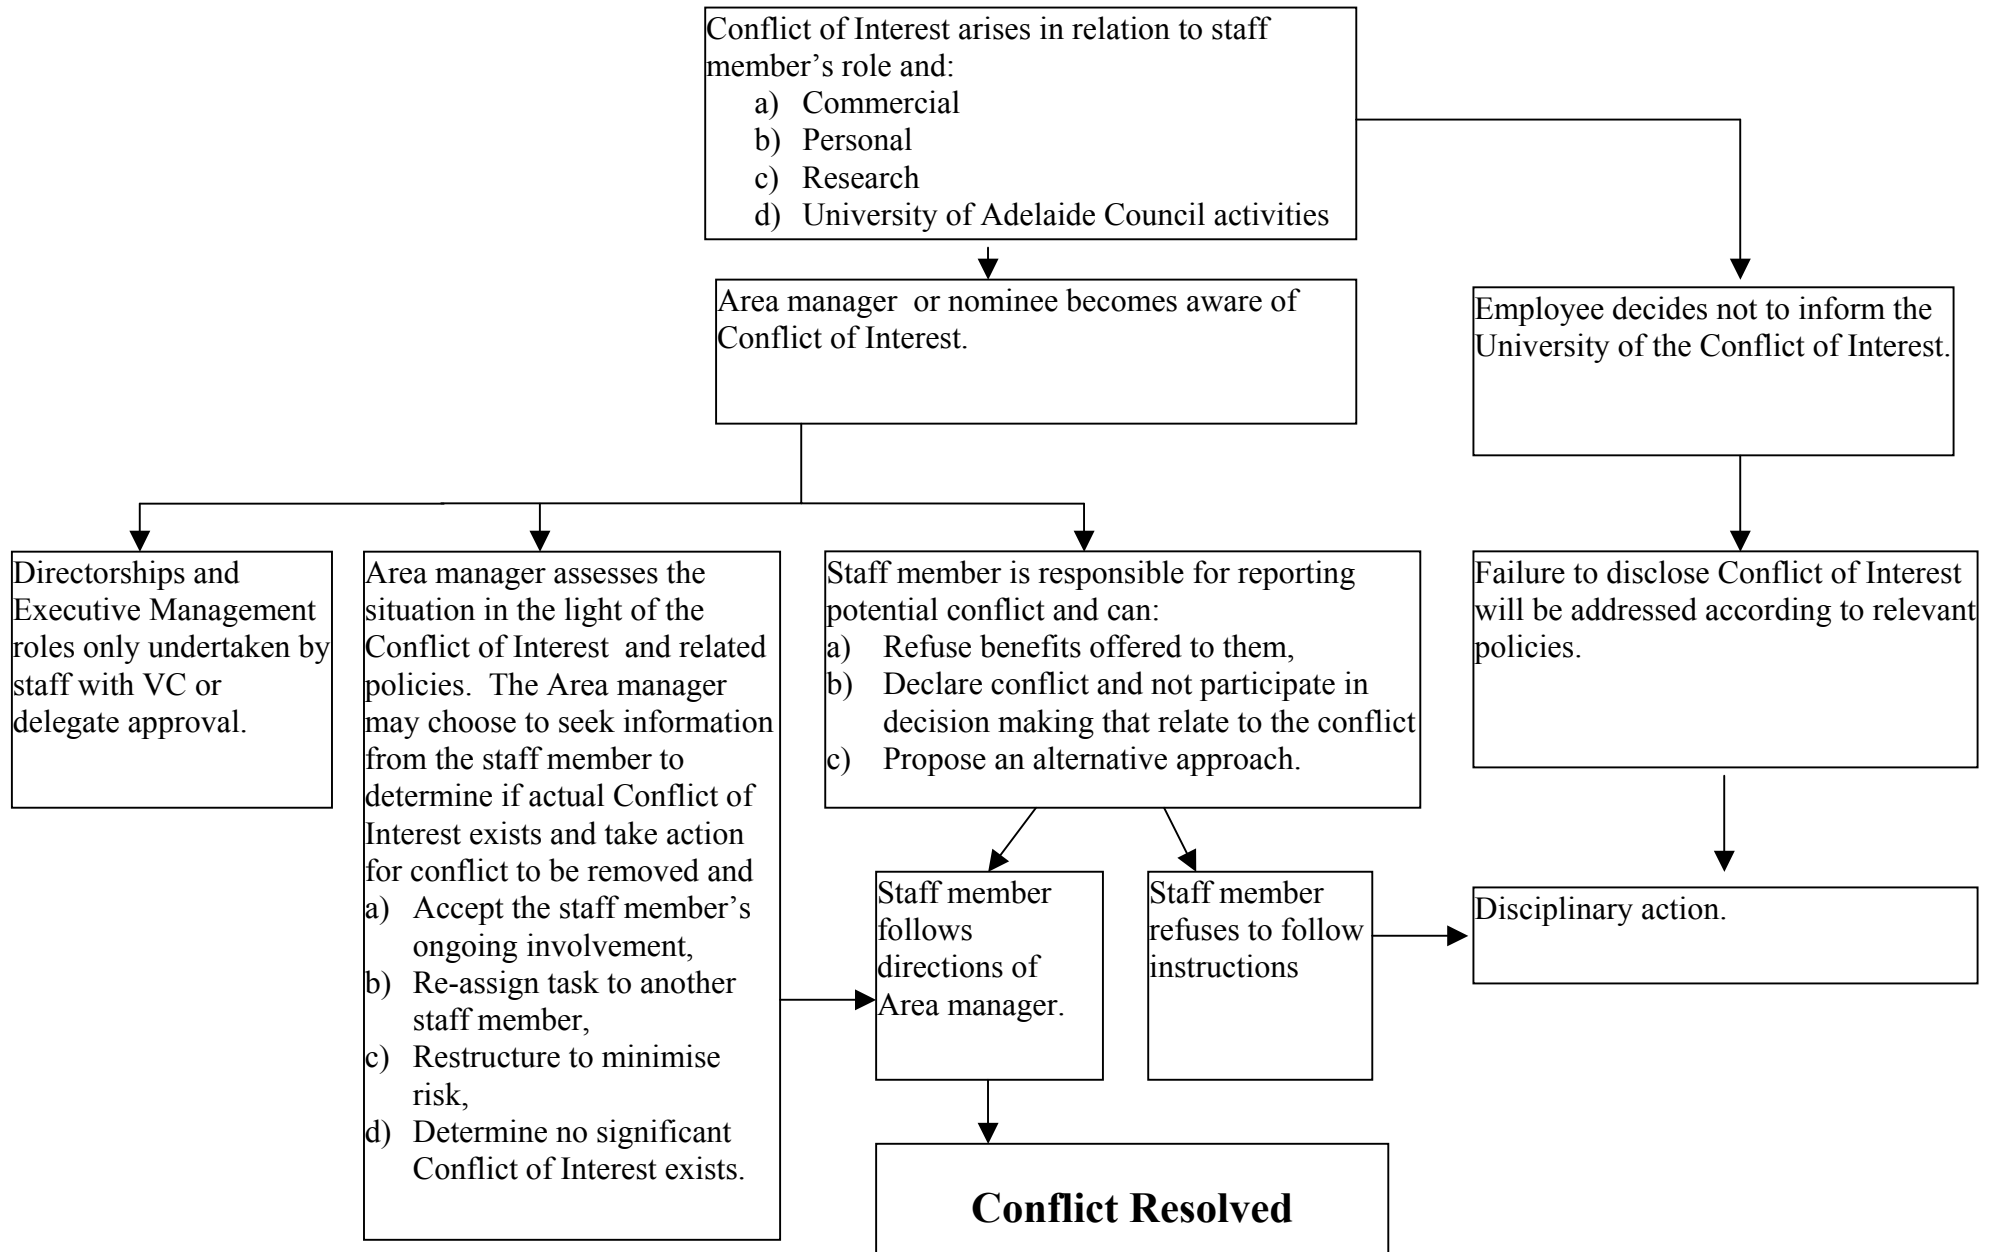 Conflict of Interest arises in relation to staff
member’s role and:
a) Commercial
b) Personal
c) Research
d) University of Adelaide Council activities
Area manager or nominee becomes aware of
Conflict of Interest.
Employee decides not to inform the
University of the Conflict of Interest.
Directorships and
Executive Management
roles only undertaken by
staff with VC or
delegate approval.
Area manager assesses the
situation in the light of the
Conflict of Interest and related
policies. The Area manager
may choose to seek information
from the staff member to
determine if actual Conflict of
Interest exists and take action
for conflict to be removed and
a) Accept the staff member’s
ongoing involvement,
b) Re-assign task to another
staff member,
c) Restructure to minimise
risk,
d) Determine no significant
Conflict of Interest exists.
Staff member is responsible for reporting
potential conflict and can:
a) Refuse benefits offered to them,
b) Declare conflict and not participate in
decision making that relate to the conflict
c) Propose an alternative approach.
Failure to disclose Conflict of Interest
will be addressed according to relevant
policies.
Staff member
follows
directions of
Area manager.
Staff member
refuses to follow
instructions
Disciplinary action.
Conflict Resolved